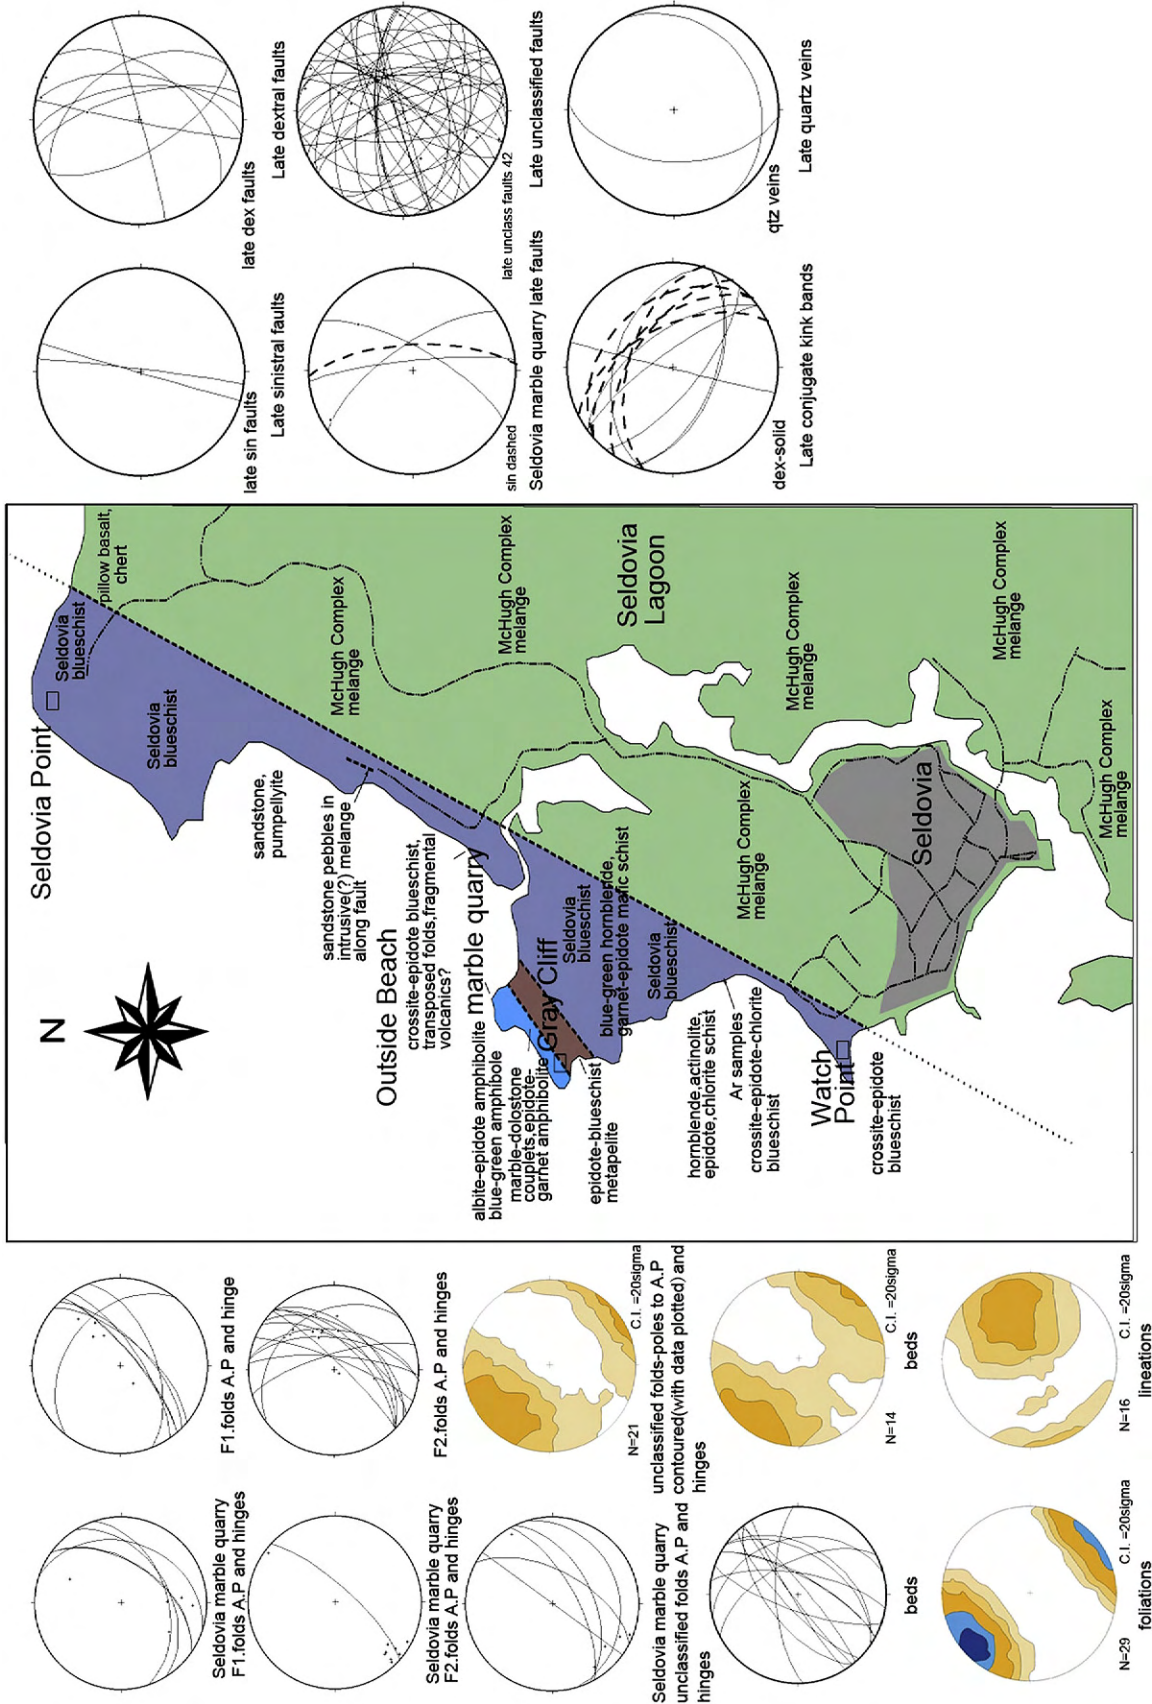 late dex faults
Late dextral faults
late unclass faults 42
Late unclassified faults
qtz veins
Late quartz veins
late sin faults
Late sinistral faults
sin dashed
Seldovia marble quarry late faults
dex-solid
Late conjugate kink bands
N
Seldovia Point
Seldovia
blueschist
pillow basalt,
chert
Seldovia
blueschist
McHugh Complex
melange
McHugh Complex
melange
Seldovia
Lagoon
McHugh Complex
melange
McHugh Complex
melange
sandstone,
pumpellyite
sandstone pebbles in
intrusive(?) melange
along fault
Outside Beach
crossite-epidote blueschist,
transposed folds,fragmental
volcanics?
marble quarry
Gray Cliff
Seldovia
blueschist
blue-green hornblende,
garnet-epidote mafic schist
Seldovia
blueschist
McHugh Complex
melange
Seldovia
McHugh Complex
melange
albite-epidote amphibolite
blue-green amphibole
marble-dolostone
couplets,epidote-
garnet amphibolite
epidote-blueschist
metapelite
hornblende,actinolite,
epidote,chlorite schist
Ar samples
crossite-epidote-chlorite
blueschist
Watch
Point
crossite-epidote
blueschist
F1.folds A.P and hinge
F2.folds A.P and hinges
N=21
C.I. =20sigma
unclassified folds-poles to A.P
contoured(with data plotted) and
hinges
N=14
C.I. =20sigma
beds
N=16
C.I. =20sigma
lineations
Seldovia marble quarry
F1.folds A.P and hinges
Seldovia marble quarry
F2.folds A.P and hinges
Seldovia marble quarry
unclassified folds A.P and
hinges
beds
N=29
C.I. =20sigma
foliations